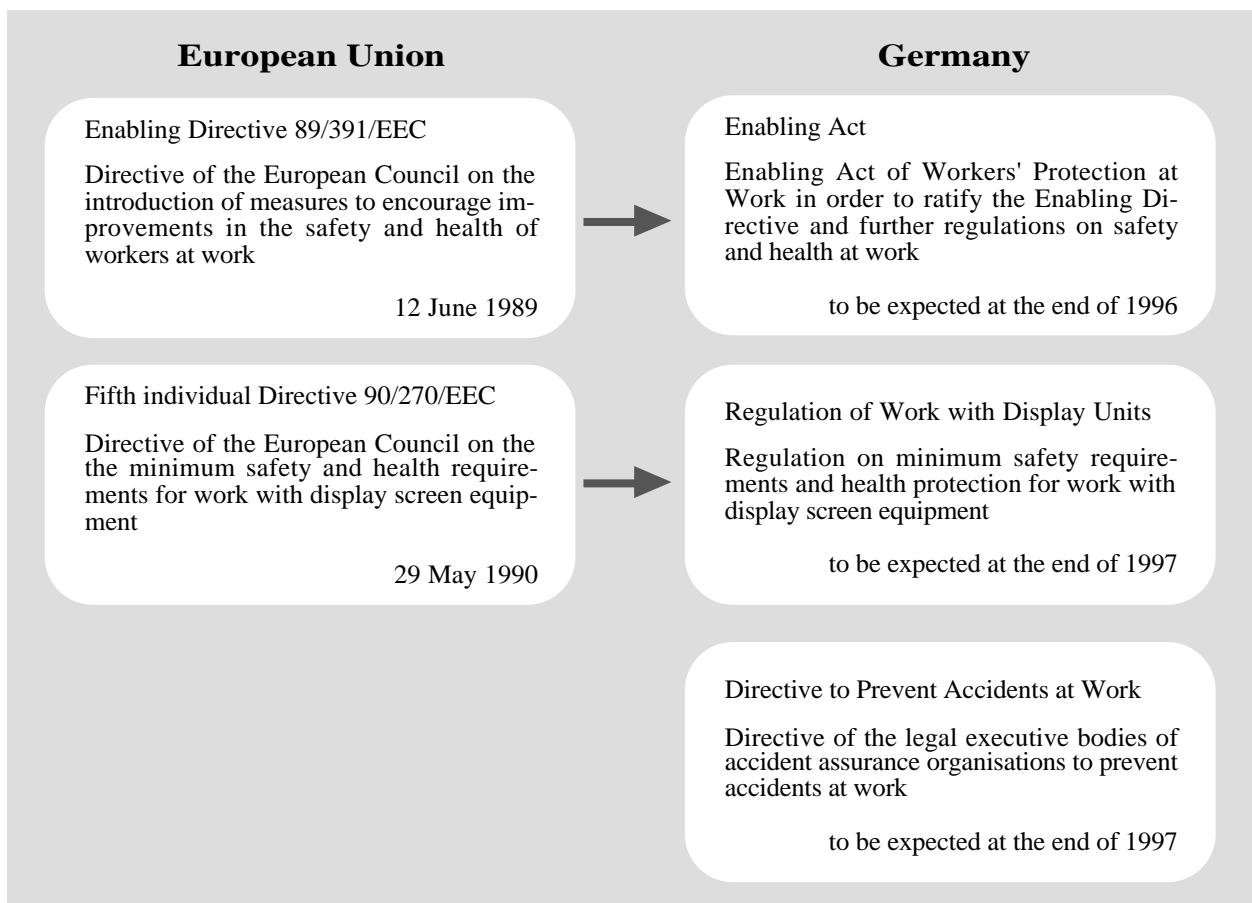 European Union
Enabling Directive 89/391/EEC
Directive of the European Council on the
introduction of measures to encourage im-
provements in the safety and health of
workers at work
12 June 1989
Fifth individual Directive 90/270/EEC
Directive of the European Council on the
the minimum safety and health require-
ments for work with display screen equip-
ment
29 May 1990
Germany
Enabling Act
Enabling Act of Workers' Protection at
Work in order to ratify the Enabling Di-
rective and further regulations on safety
and health at work
to be expected at the end of 1996
Regulation of Work with Display Units
Regulation on minimum safety require-
ments and health protection for work with
display screen equipment
to be expected at the end of 1997
Directive to Prevent Accidents at Work
Directive of the legal executive bodies of
accident assurance organisations to prevent
accidents at work
to be expected at the end of 1997